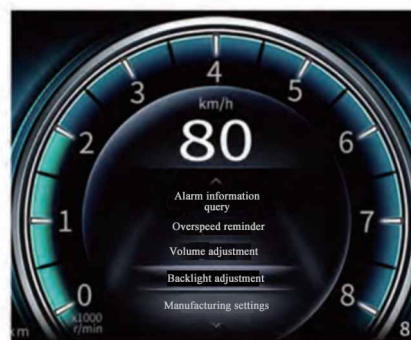 4
3
5
km/h
2
80
6
Alarm information
query
Overspeed reminder
1
7
Volume adjustment
Backlight adjustment
0
Manufacturing settings
8
x1000
r/min
km
8